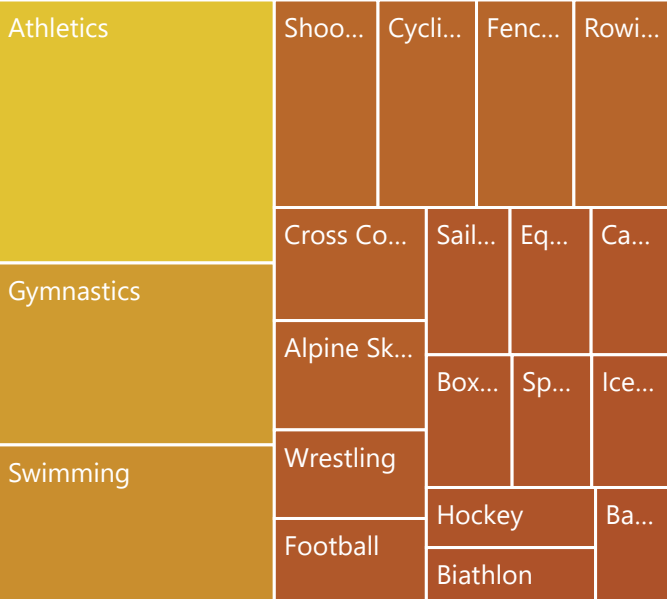 Athletics
Gymnastics
Swimming
Shoo...
Cycli...
Fenc...
Rowi...
Cross Co...
Alpine Sk...
Wrestling
Football
Sail...
Eq...
Ca...
Box...
Sp...
Ice...
Hockey
Biathlon
Ba...